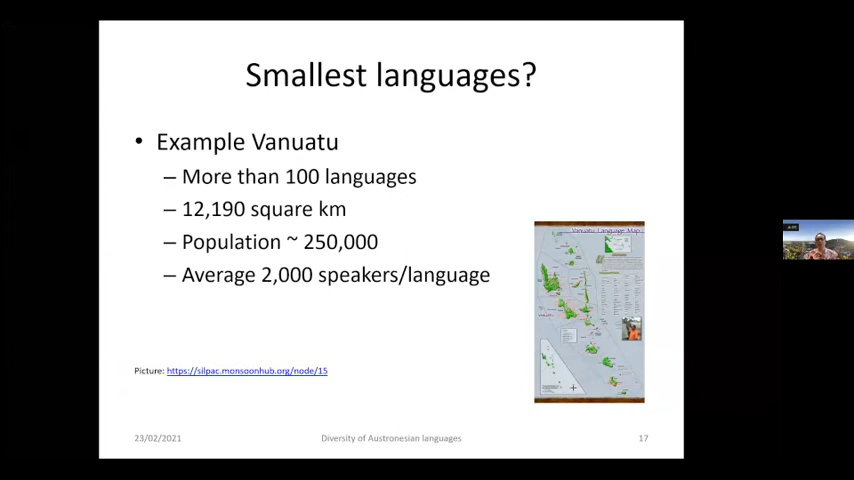 Smallest languages?
• Example Vanuatu
– More than 100 languages
– 12,190 square km
– Population ~ 250,000
– Average 2,000 speakers/language
Vanuatu Language Map
Picture: https://silpac.monsoonhub.org/node/15
23/02/2021
Diversity of Austronesian languages
17